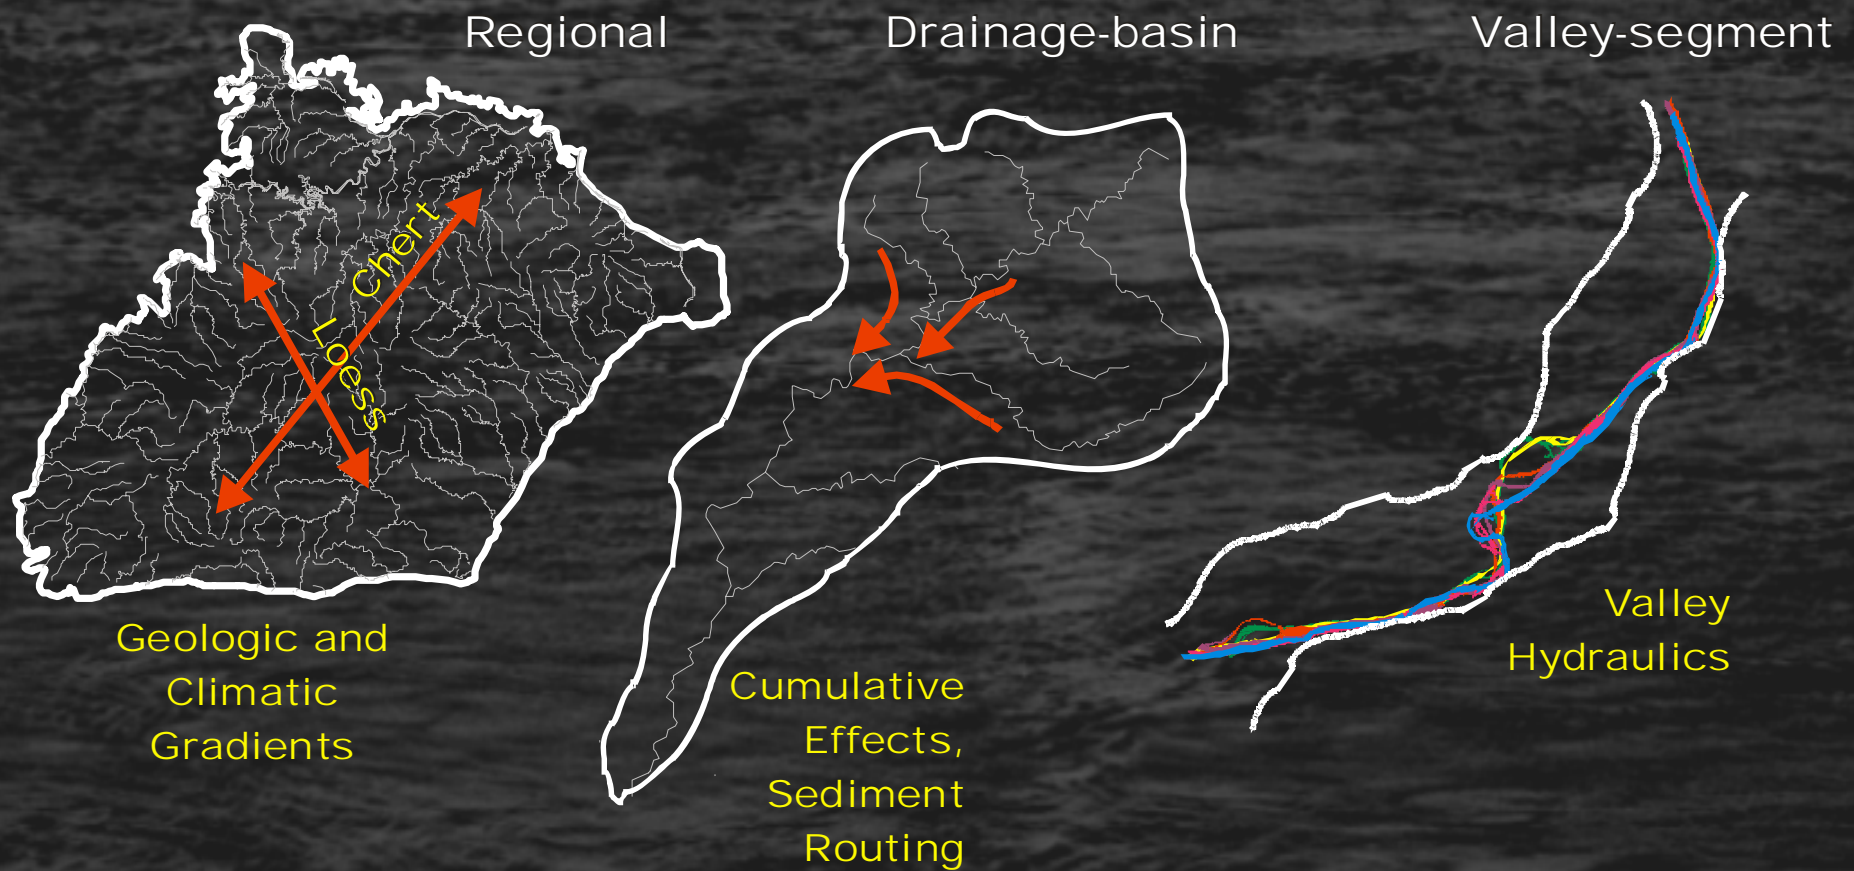 Regional
Drainage-basin
Valley-segment
Chert
Loess
Geologic and
Climatic
Gradients
Cumulative
Effects,
Sediment
Routing
Valley
Hydraulics